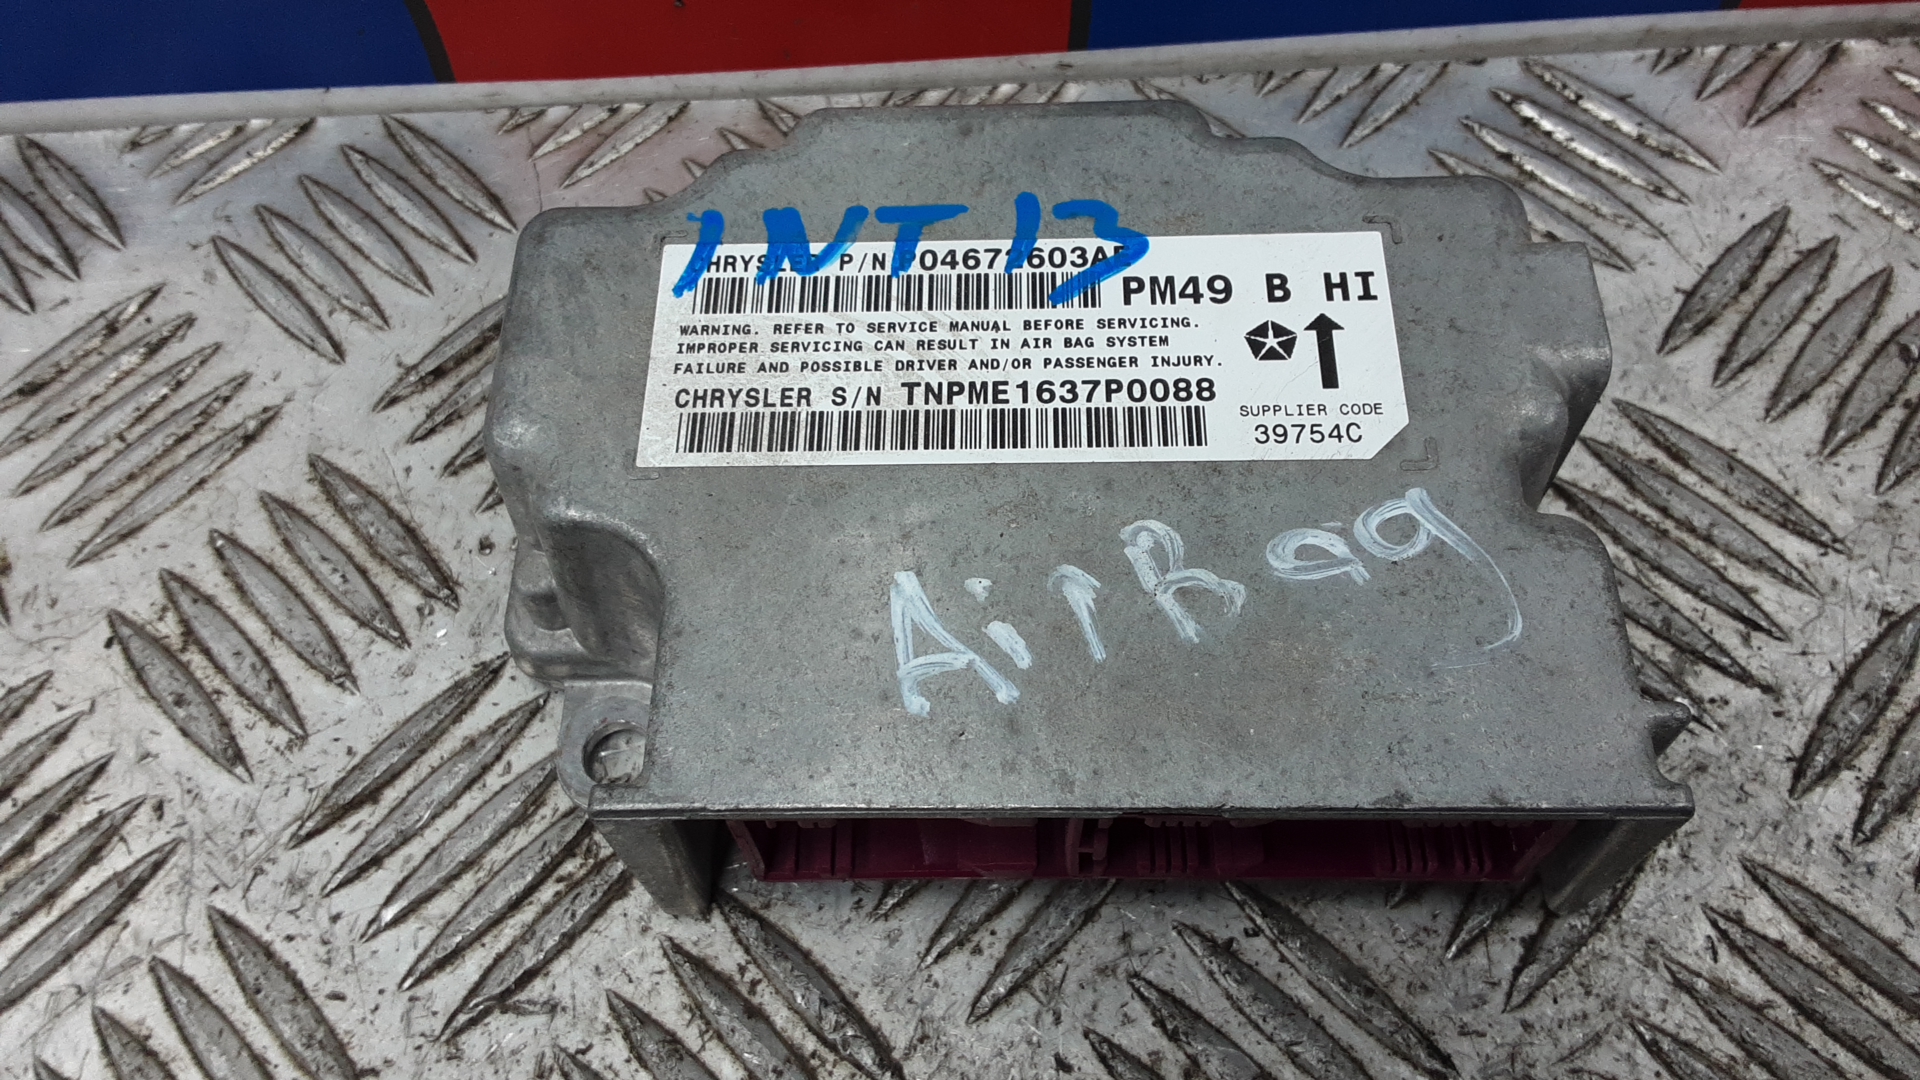 INT 13
CHRYSLER P/N
PM49 B HI
WARNING. REFER TO SERVICE MANUAL BEFORE SERVICING.
IMPROPER SERVICING CAN RESULT IN AIR BAG SYSTEM
FAILURE AND POSSIBLE DRIVER AND/OR PASSENGER INJURY.
CHRYSLER S/N TNPME1637P0088
SUPPLIER CODE
39754C
AirBag